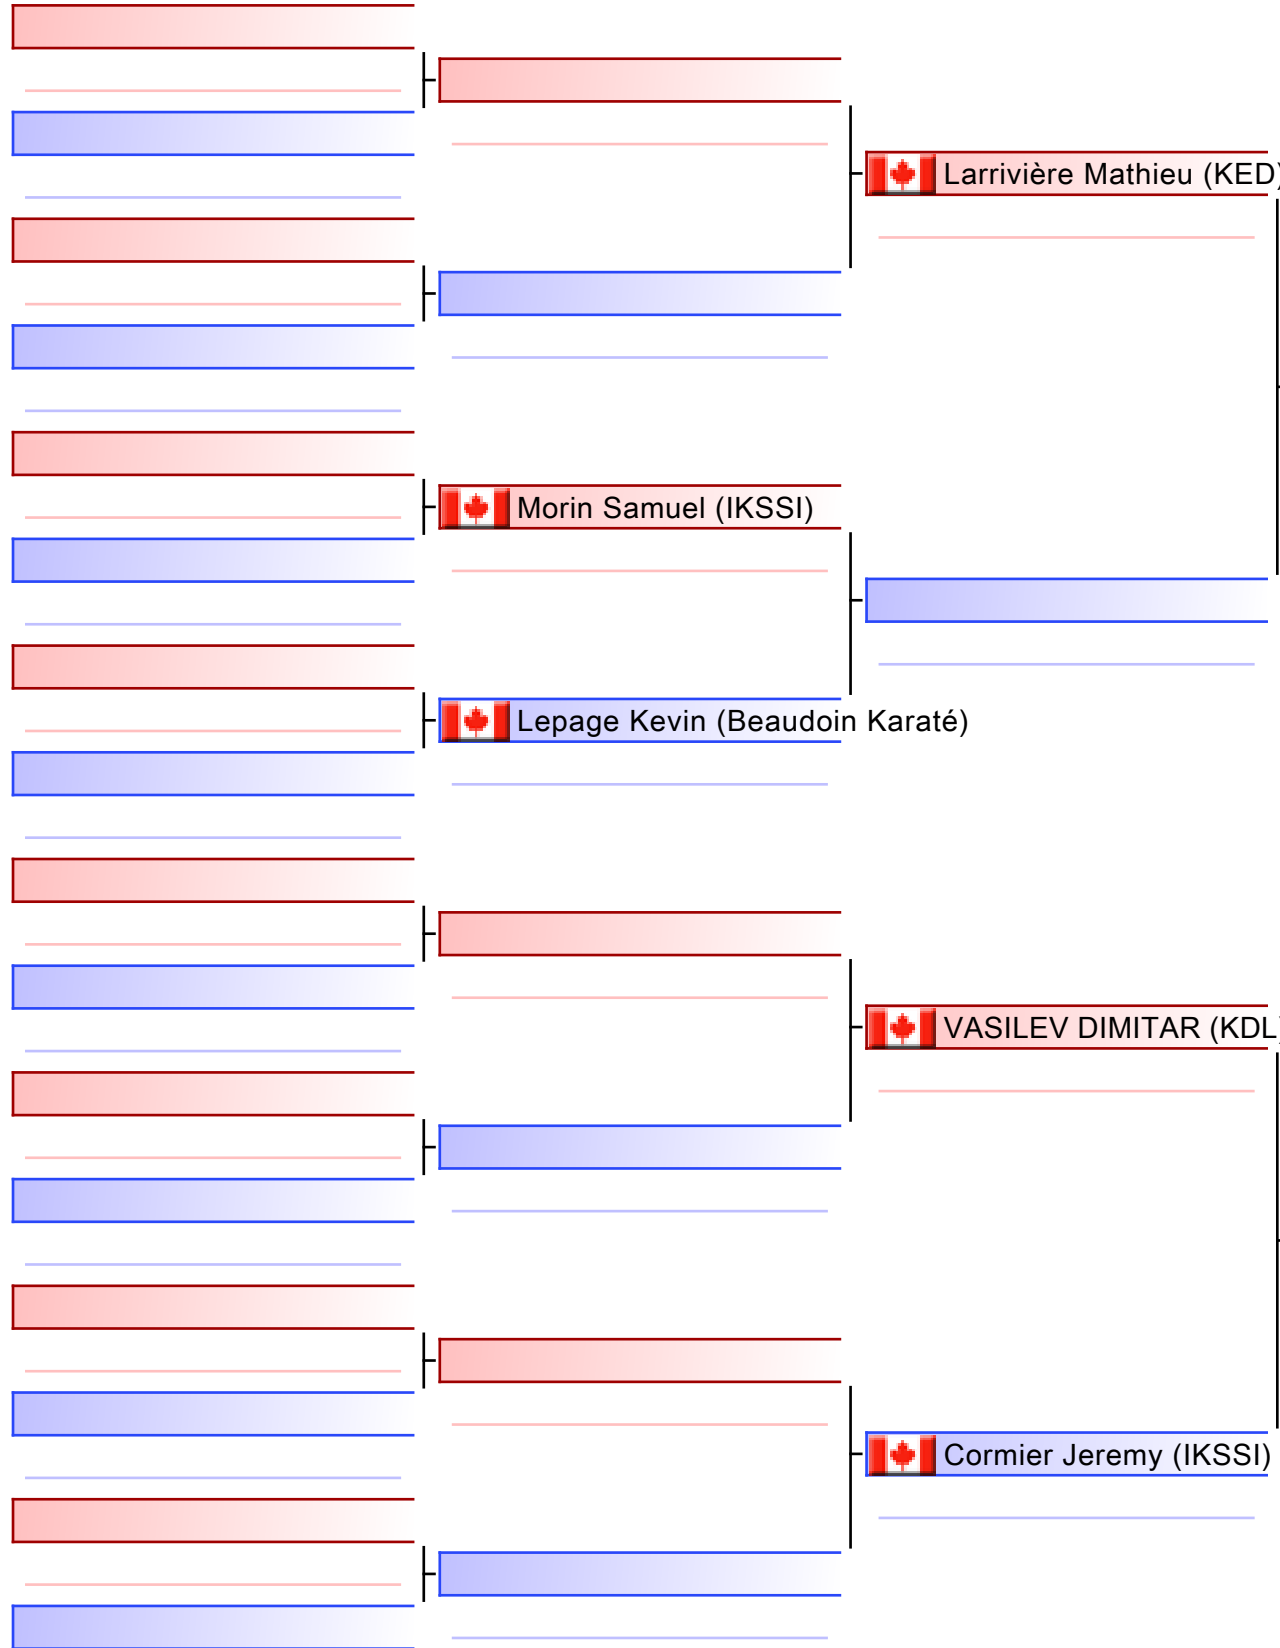 Larrivière Mathieu (KED)
Morin Samuel (IKSSI)
Lepage Kevin (Beaudoin Karaté)
VASILEV DIMITAR (KDL)
Cormier Jeremy (IKSSI)